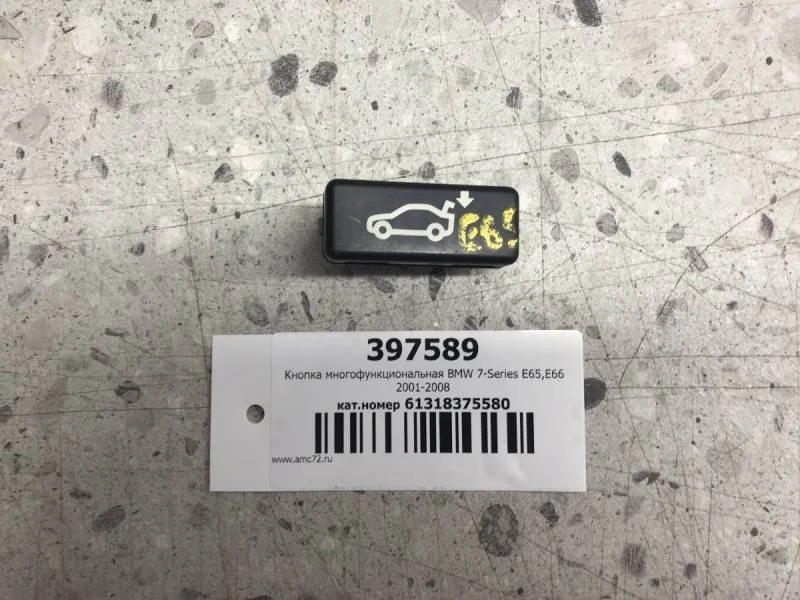 E65
397589
Кнопка многофункциональная BMW 7-Series E65,E66
2001-2008
кат.номер 61318375580
www.amc72.ru